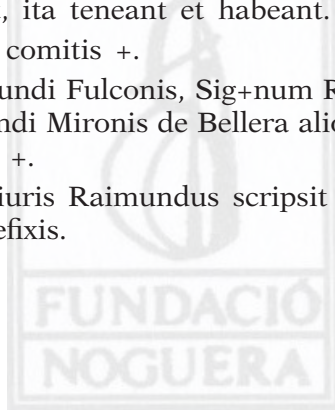 , ita teneant et habeant.
comitis +.
undi Fulconis, Sig+num R
ndi Mironis de Bellera alio
+.
iuris Raimundus scripsit
efixis.
FUNDACIÓ
NOGUERA